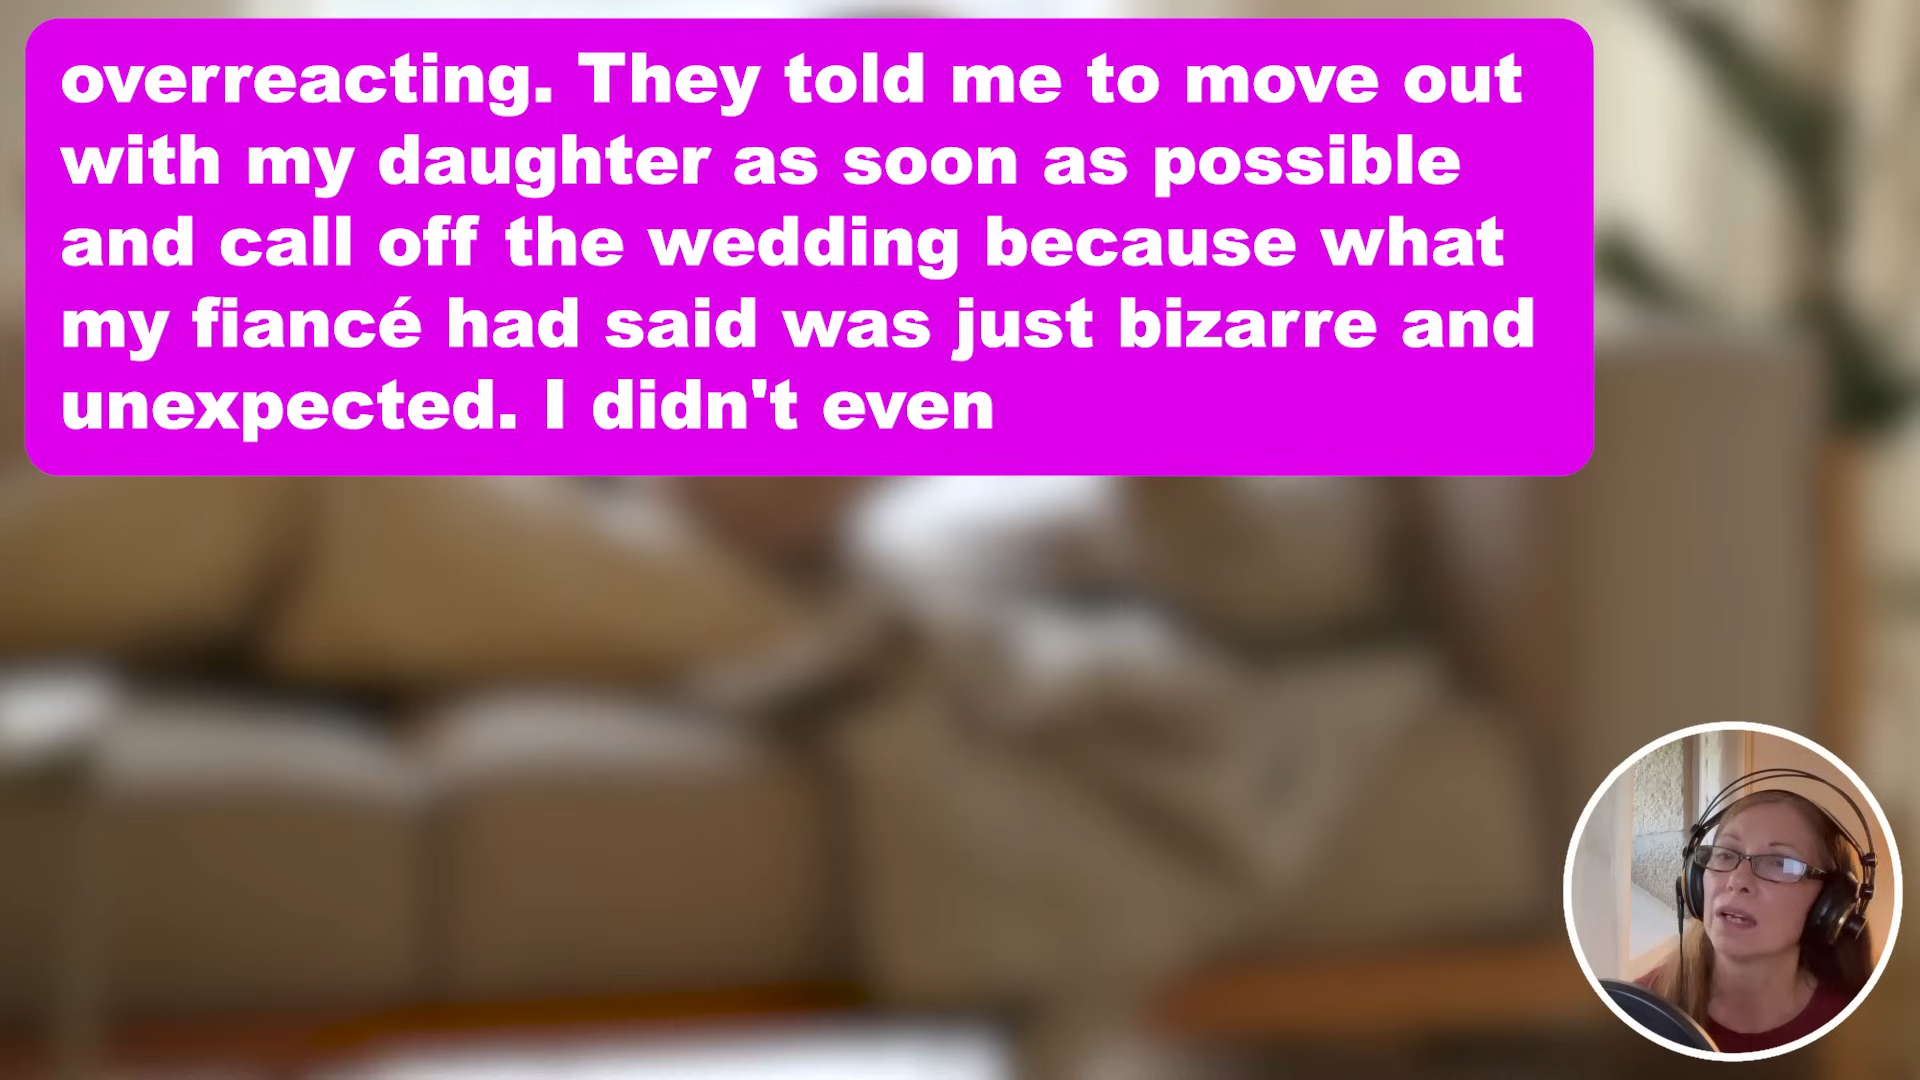 overreacting. They told me to move out
with my daughter as soon as possible
and call off the wedding because what
my fiancé had said was just bizarre and
unexpected. I didn't even